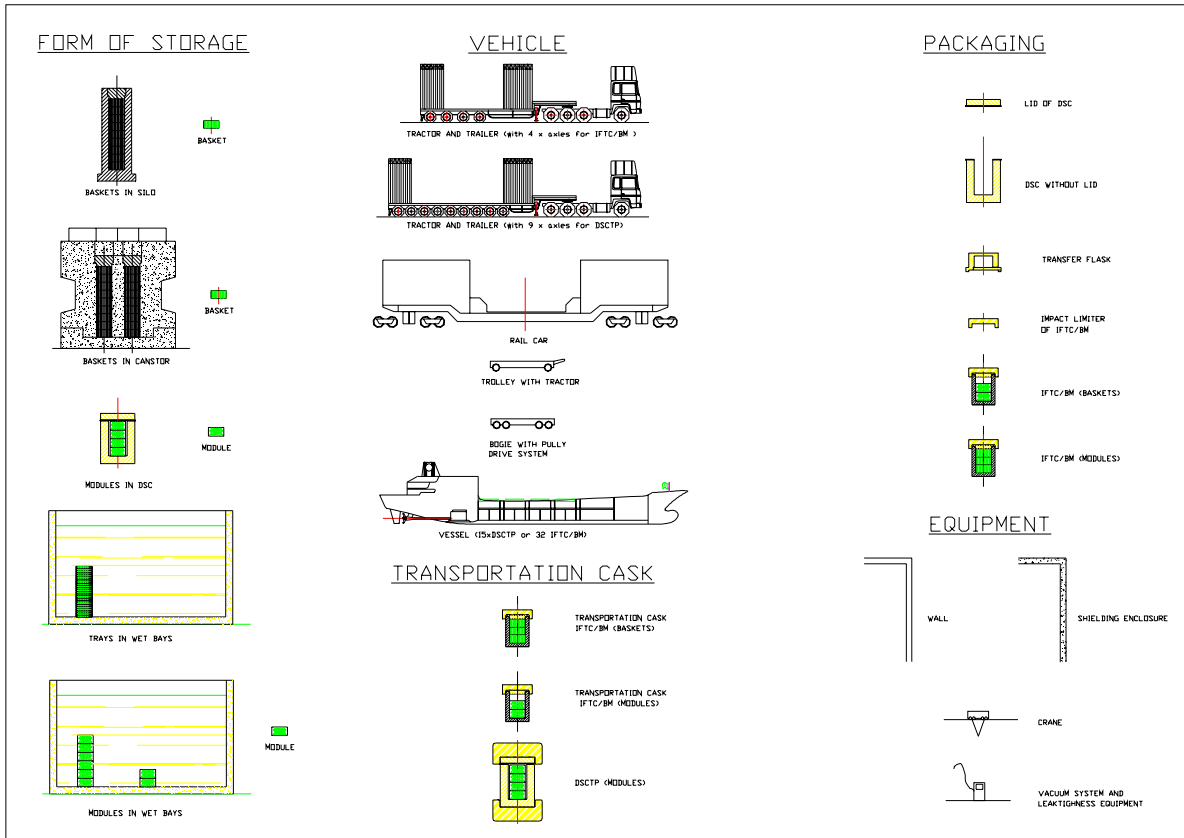 FORM OF STORAGE
BASKET
BASKETS IN SILO
BASKET
BASKETS IN CANSTOR
MODULE
MODULES IN DSC
TRAYS IN WET BAYS
MODULE
MODULES IN WET BAYS
VEHICLE
TRACTOR AND TRAILER (with 4 x axles for IFTC/BM )
TRACTOR AND TRAILER (with 9 x axles for DSCTP)
RAIL CAR
TROLLEY WITH TRACTOR
BOGIE WITH PULLY
DRIVE SYSTEM
VESSEL (15xDSCTP or 32 IFTC/BM)
TRANSPORTATION CASK
TRANSPORTATION CASK
IFTC/BM (BASKETS)
TRANSPORTATION CASK
IFTC/BM (MODULES)
DSCTP (MODULES)
PACKAGING
LID OF DSC
DSC WITHOUT LID
TRANSFER FLASK
IMPACT LIMITER
OF IFTC/BM
IFTC/BM (BASKETS)
IFTC/BM (MODULES)
EQUIPMENT
WALL
SHIELDING ENCLOSURE
CRANE
VACUUM SYSTEM AND
LEAKTIGHNESS EQUIPMENT